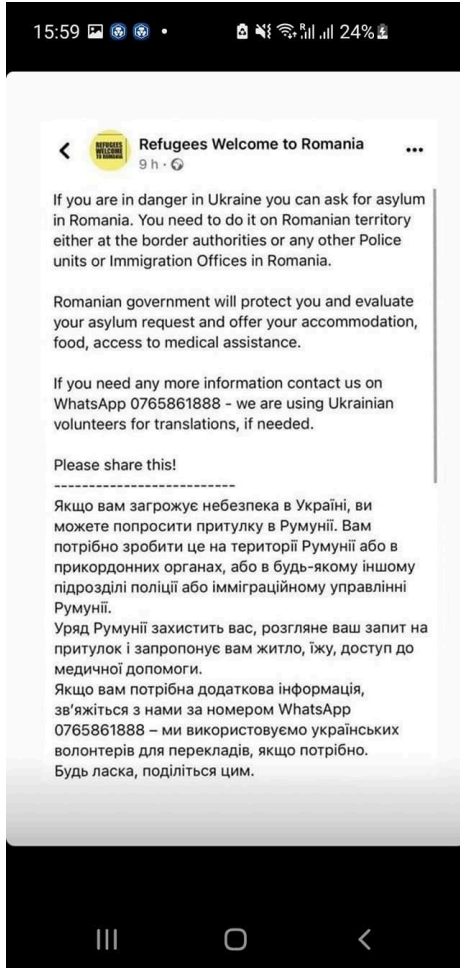 15:59
24%
REFUGEES
WELCOME
TO ROMANIA
Refugees Welcome to Romania
9 h ·
If you are in danger in Ukraine you can ask for asylum
in Romania. You need to do it on Romanian territory
either at the border authorities or any other Police
units or Immigration Offices in Romania.
Romanian government will protect you and evaluate
your asylum request and offer your accommodation,
food, access to medical assistance.
If you need any more information contact us on
WhatsApp 0765861888 - we are using Ukrainian
volunteers for translations, if needed.
Please share this!
--------------------------
Якщо вам загрожує небезпека в Україні, ви
можете попросити притулку в Румунії. Вам
потрібно зробити це на території Румунії або в
прикордонних органах, або в будь-якому іншому
підрозділі поліції або імміграційному управлінні
Румунії.
Уряд Румунії захистить вас, розгляне ваш запит на
притулок і запропонує вам житло, їжу, доступ до
медичної допомоги.
Якщо вам потрібна додаткова інформація,
зв’яжіться з нами за номером WhatsApp
0765861888 – ми використовуємо українських
волонтерів для перекладів, якщо потрібно.
Будь ласка, поділіться цим.